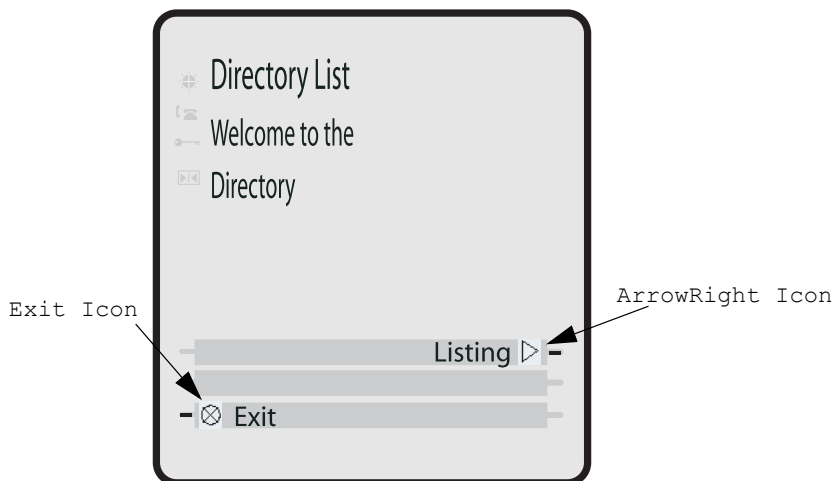 Directory List
Welcome to the
Directory
Exit Icon
ArrowRight Icon
Listing
Exit